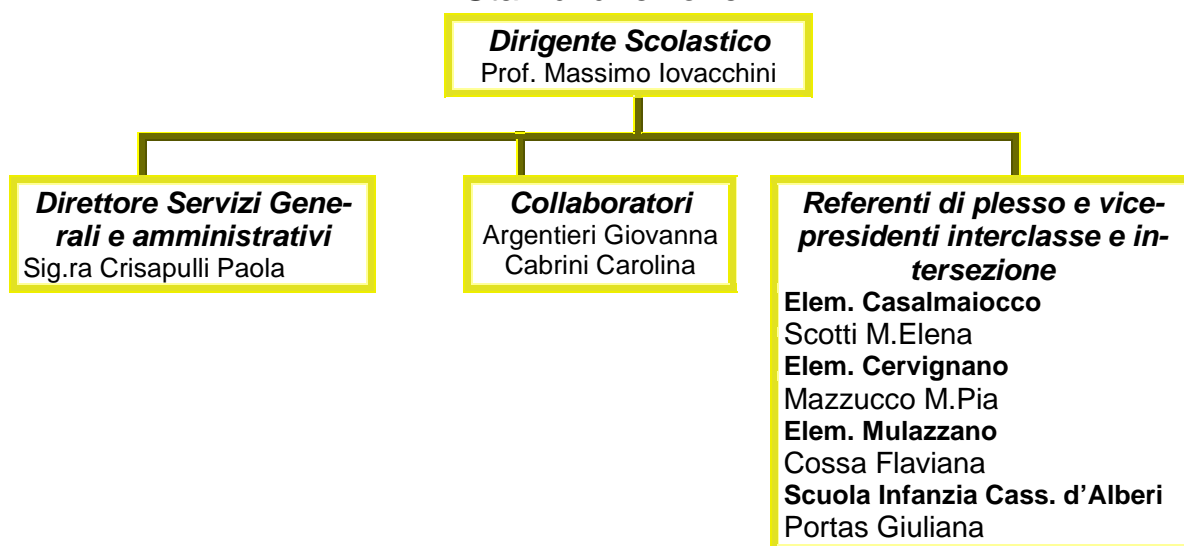 Dirigente Scolastico
Prof. Massimo Iovacchini
Direttore Servizi Gene-
rali e amministrativi
Sig.ra Crisapulli Paola
Collaboratori
Argentieri Giovanna
Cabrini Carolina
Referenti di plesso e vice-
presidenti interclasse e in-
tersezione
Elem. Casalmaiocco
Scotti M.Elena
Elem. Cervignano
Mazzucco M.Pia
Elem. Mulazzano
Cossa Flaviana
Scuola Infanzia Cass. d’Alberi
Portas Giuliana